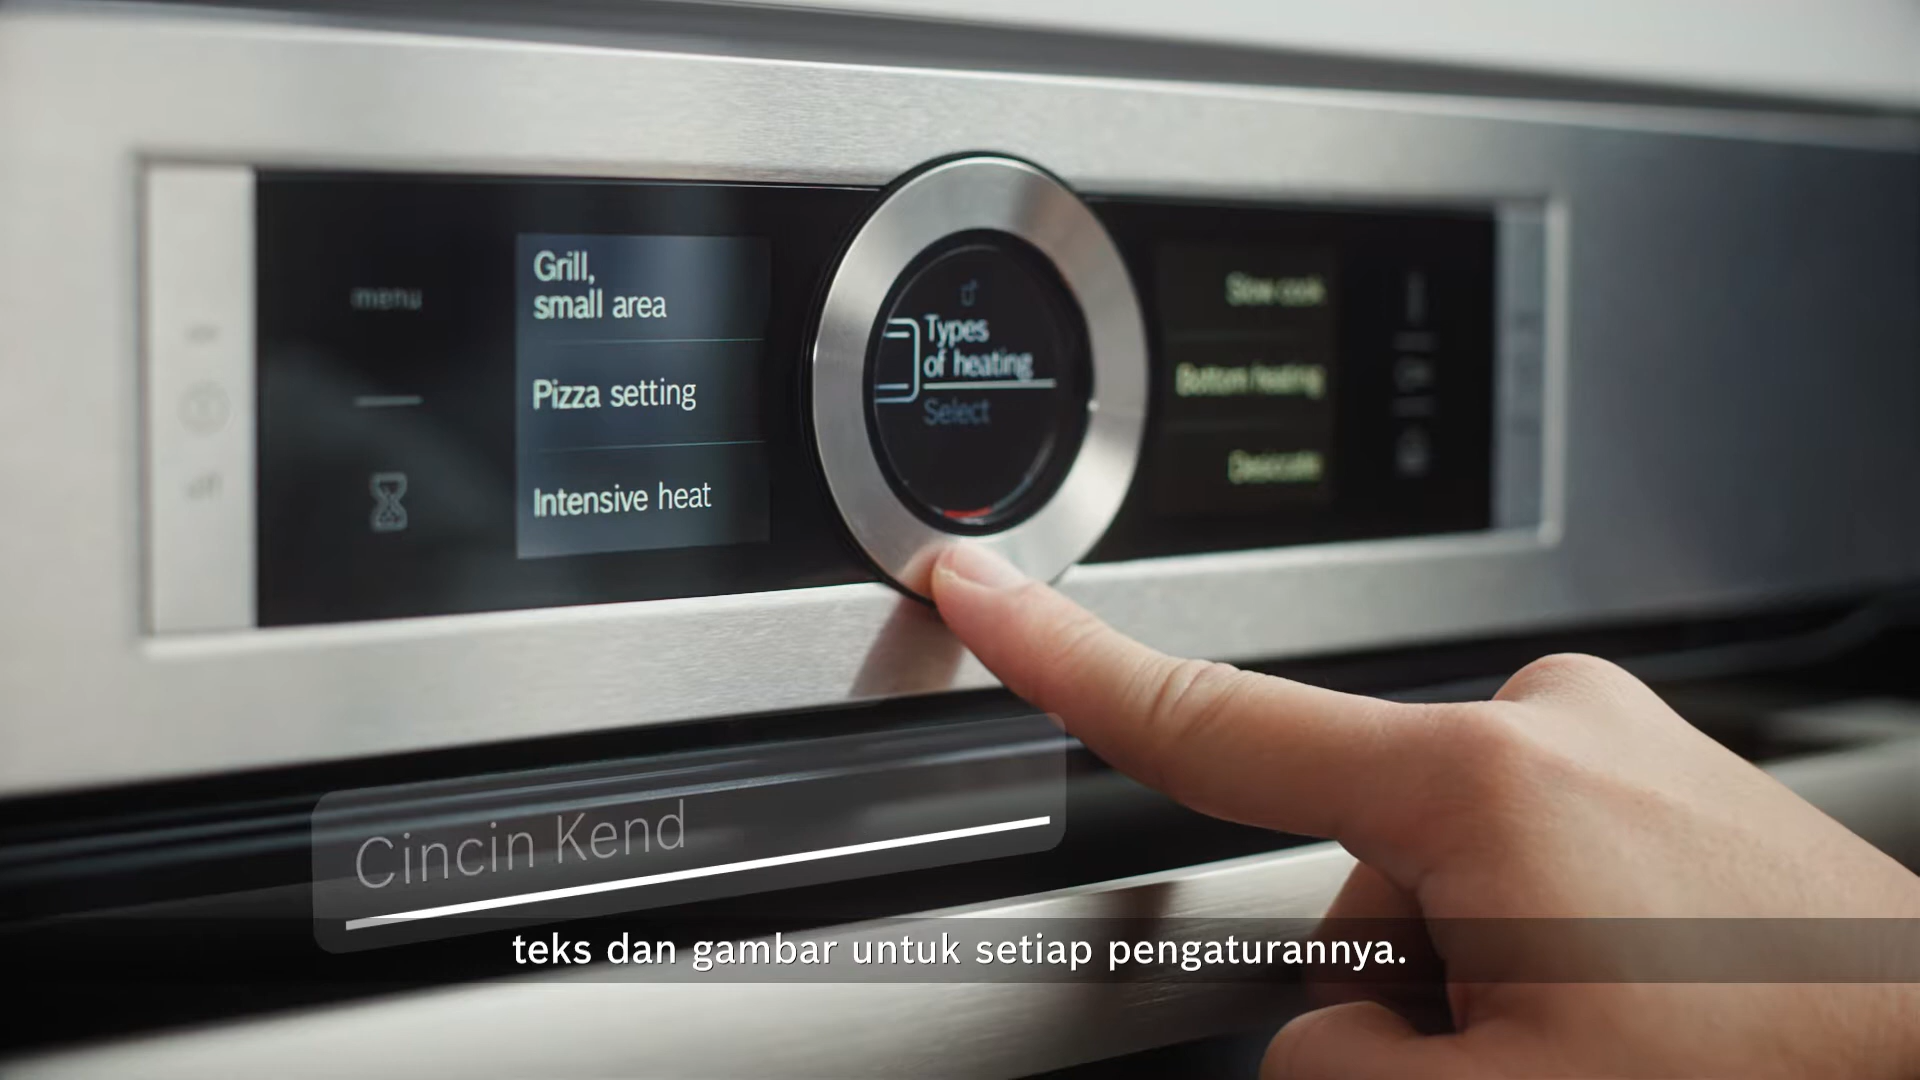 menu
Grill,
small area
Pizza setting
Intensive heat
Types
of heating
Select
Slow cook
Bottom heating
Desiccate
off
Cincin Kend
teks dan gambar untuk setiap pengaturannya.